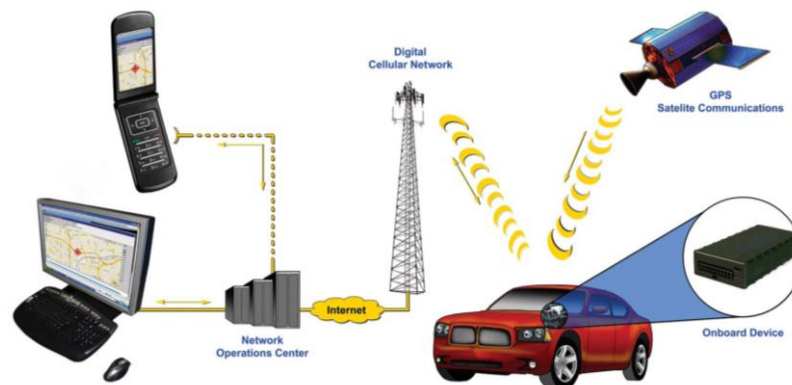 Digital
Cellular Network
GPS
Satelite Communications
Internet
Network
Operations Center
Onboard Device